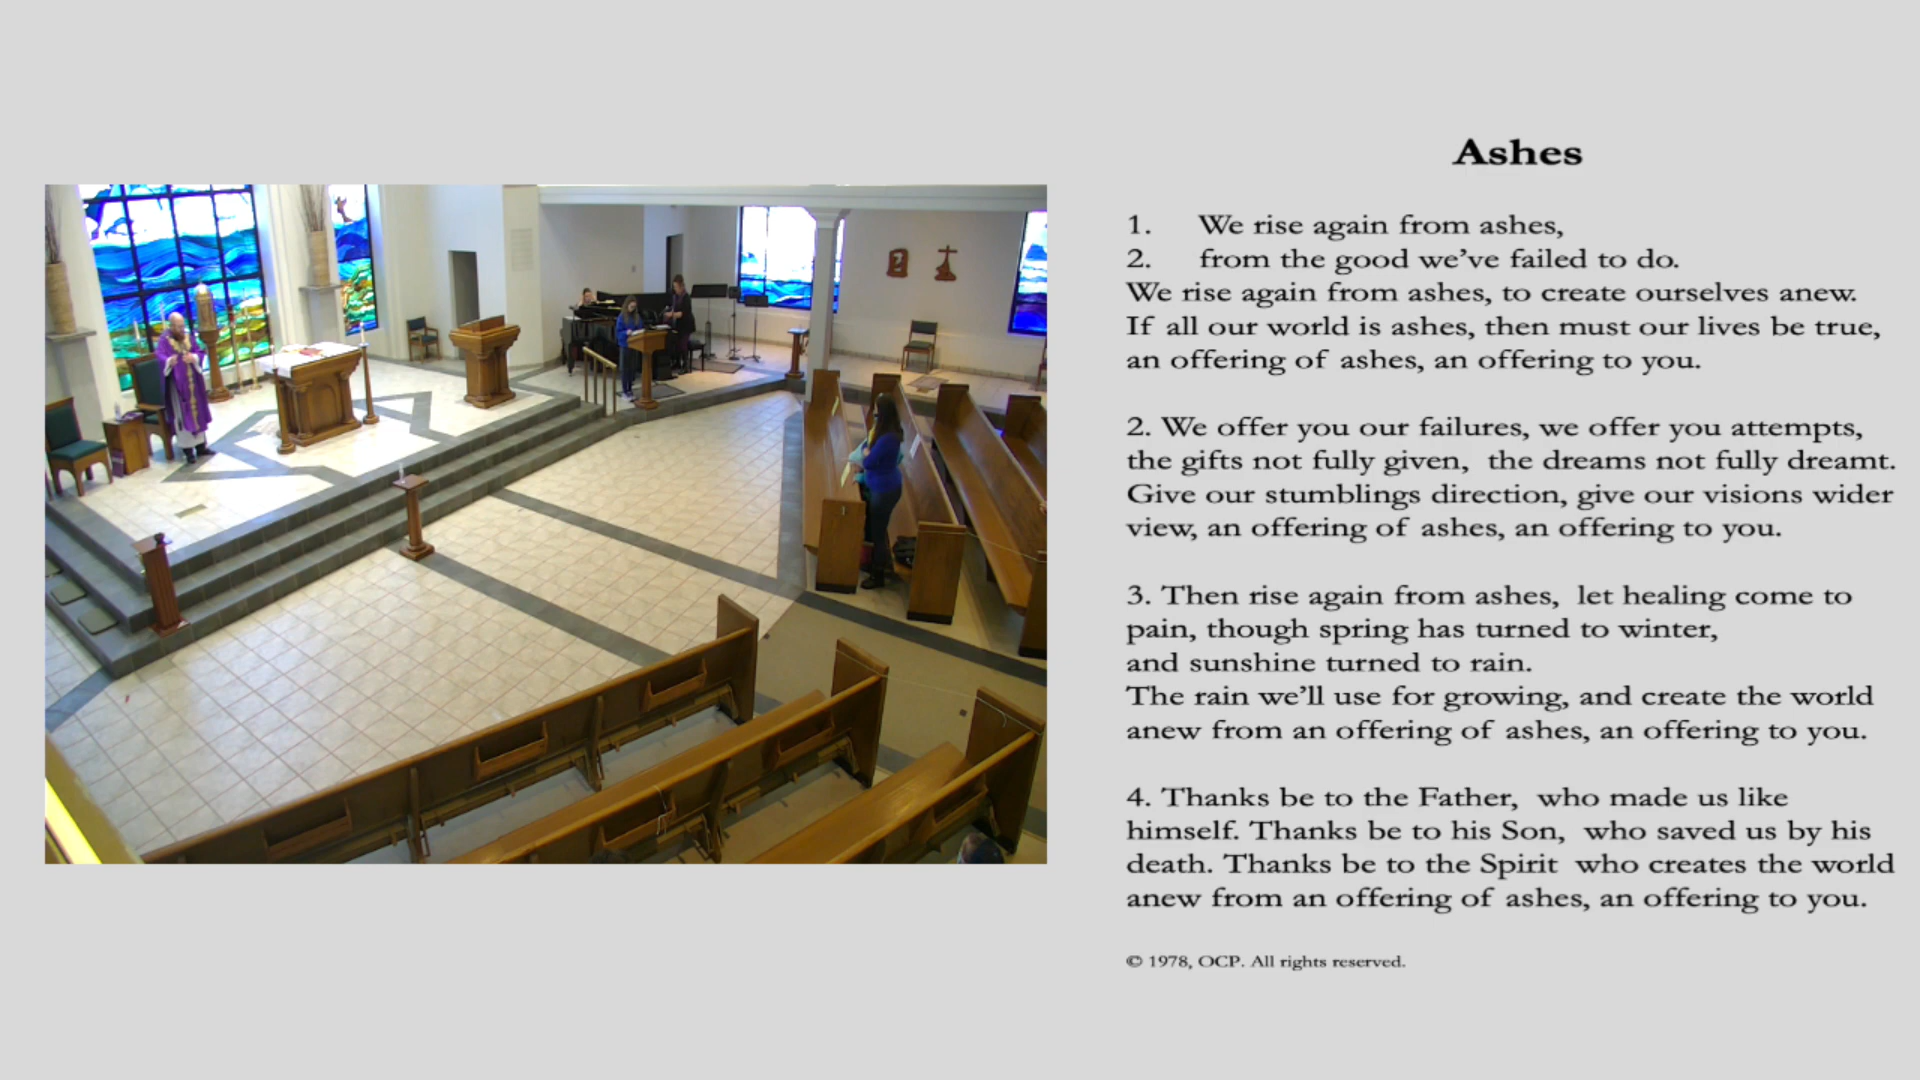 Ashes
1. We rise again from ashes,
2. from the good we've failed to do.
We rise again from ashes, to create ourselves anew.
If all our world is ashes, then must our lives be true,
an offering of ashes, an offering to you.
2. We offer you our failures, we offer you attempts,
the gifts not fully given, the dreams not fully dreamt.
Give our stumblings direction, give our visions wider
view, an offering of ashes, an offering to you.
3. Then rise again from ashes, let healing come to
pain, though spring has turned to winter,
and sunshine turned to rain.
The rain we'll use for growing, and create the world
anew from an offering of ashes, an offering to you.
4. Thanks be to the Father, who made us like
himself. Thanks be to his Son, who saved us by his
death. Thanks be to the Spirit who creates the world
anew from an offering of ashes, an offering to you.
© 1978, OCP. All rights reserved.